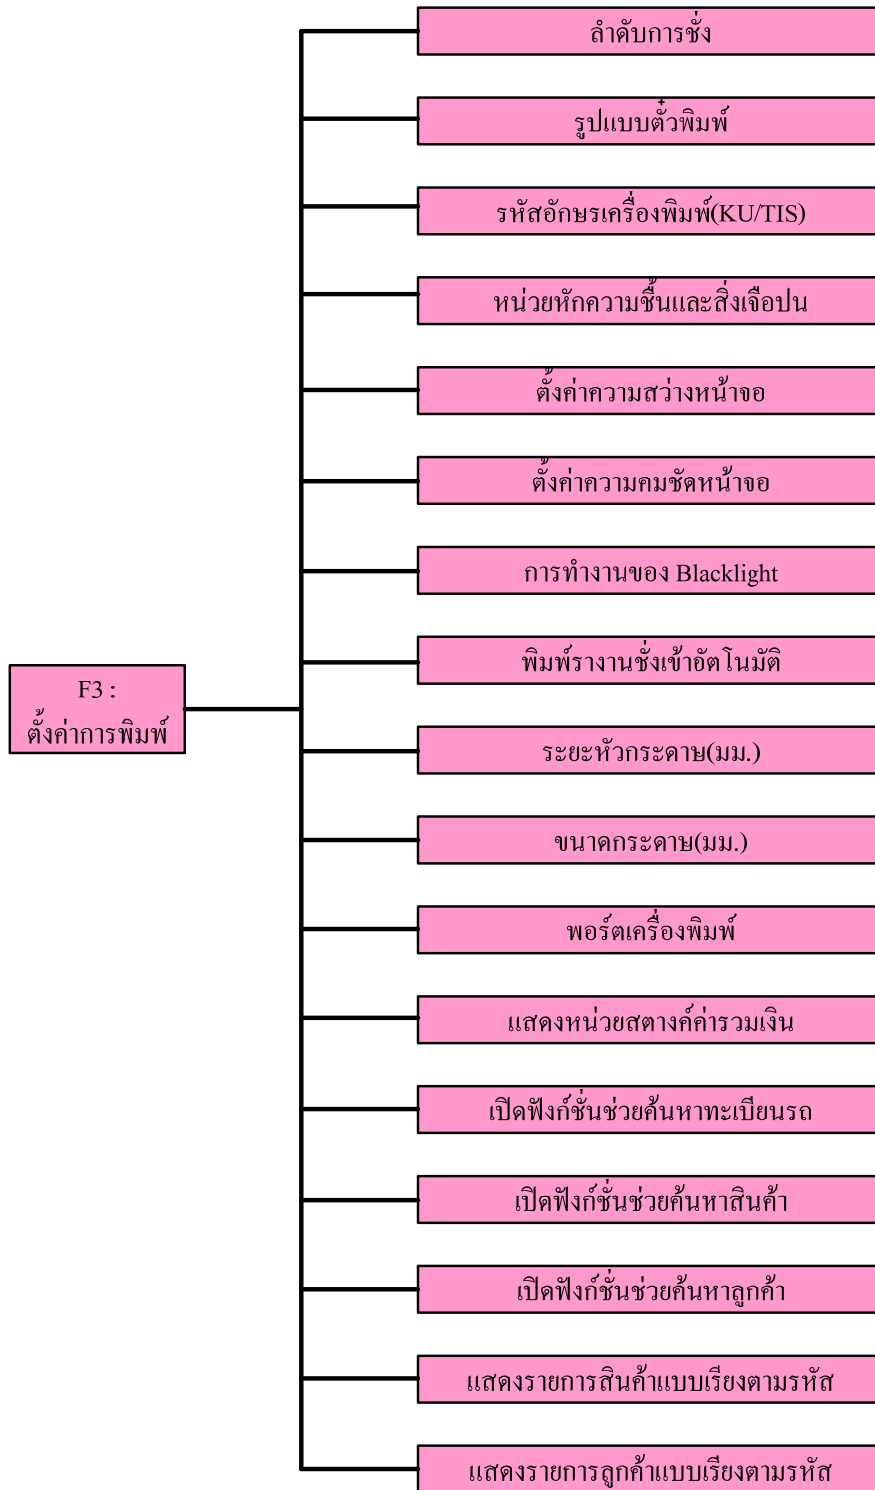 ลำดับการชั่ง
รูปแบบตั๋วพิมพ์
รหัสอักษรเครื่องพิมพ์(KU/TIS)
หน่วยหักความชื้นและสิ่งเจือปน
ตั้งค่าความสว่างหน้าจอ
ตั้งค่าความคมชัดหน้าจอ
การทำงานของ Blacklight
พิมพ์รางานชั่งเข้าอัตโนมัติ
F3 :
ตั้งค่าการพิมพ์
ระยะหัวกระดาษ(มม.)
ขนาดกระดาษ(มม.)
พอร์ตเครื่องพิมพ์
แสดงหน่วยสตางค์ค่ารวมเงิน
เปิดฟังก์ชั่นช่วยค้นหาทะเบียนรถ
เปิดฟังก์ชั่นช่วยค้นหาสินค้า
เปิดฟังก์ชั่นช่วยค้นหาลูกค้า
แสดงรายการสินค้าแบบเรียงตามรหัส
แสดงรายการลูกค้าแบบเรียงตามรหัส